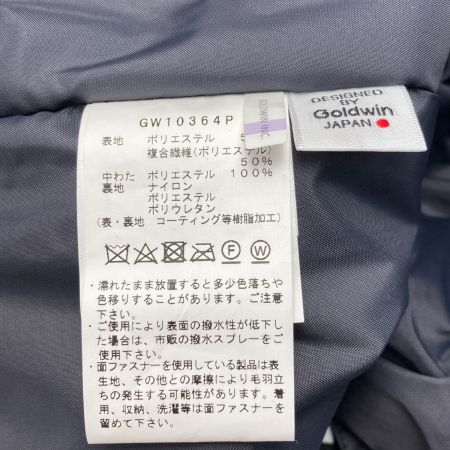 GW10364P
GOLDWIN INC.
DESIGNED
BY
Goldwin
JAPAN
表地 ポリエステル 5
複合繊維(ポリエステル)
50%
中わた ポリエステル 100%
裏地 ナイロン
ポリエステル
ポリウレタン
(表・裏地 コーティング等樹脂加工)
F W
・濡れたまま放置すると多少色落ちや
色移りすることがあります。ご注意
下さい。
・ご使用により表面の撥水性が低下し
た場合は、市販の撥水スプレーをご
使用下さい。
・面ファスナーを使用している製品は表
生地、その他との摩擦により毛羽立
ちの発生することがあります。着
用、収納、洗濯等は面ファスナーを
留めて扱って下さい。